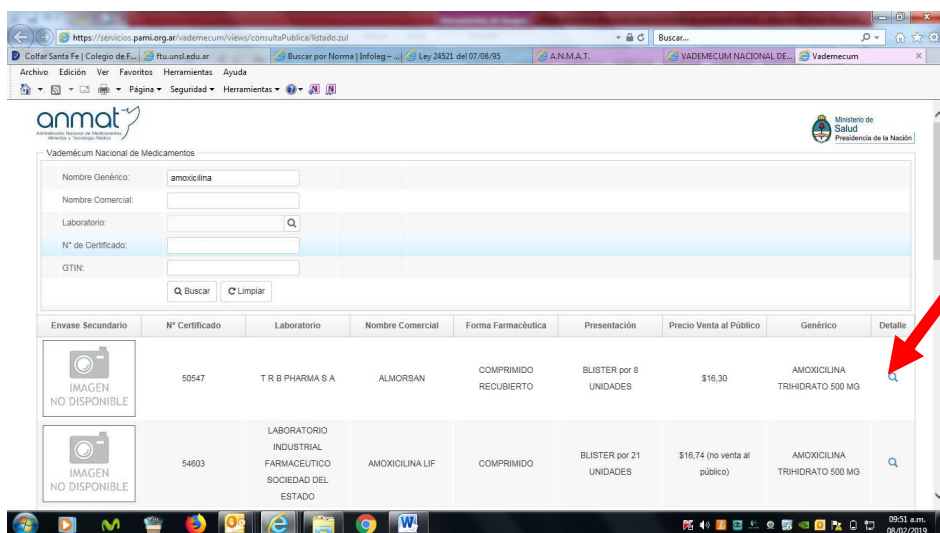 https://servicios.pami.org.ar/vademecum/views/consultaPublica/listado.zul
Buscar...
Colfar Santa Fe | Colegio de F...
ftu.unsl.edu.ar
Buscar por Norma | Infoleg – ...
Ley 24521 del 07/08/95
A.N.M.A.T.
VADEMECUM NACIONAL DE...
Vademecum
Archivo Edición Ver Favoritos Herramientas Ayuda
Página Seguridad Herramientas
anmat
Ministerio de
Salud
Presidencia de la Nación
Vademécum Nacional de Medicamentos
Nombre Genérico: amoxicilina
Nombre Comercial:
Laboratorio:
N° de Certificado:
GTIN:
Buscar Limpiar
Envase Secundario N° Certificado Laboratorio Nombre Comercial Forma Farmacéutica Presentación Precio Venta al Público Genérico Detalle
IMAGEN
NO DISPONIBLE
50547
T R B PHARMA S A
ALMORSAN
COMPRIMIDO
RECUBIERTO
BLISTER por 8
UNIDADES
$16,30
AMOXICILINA
TRIHIDRATO 500 MG
IMAGEN
NO DISPONIBLE
54603
LABORATORIO
INDUSTRIAL
FARMACEUTICO
SOCIEDAD DEL
ESTADO
AMOXICILINA LIF
COMPRIMIDO
BLISTER por 21
UNIDADES
$16,74 (no venta al
público)
AMOXICILINA
TRIHIDRATO 500 MG
09:51 a.m.
08/02/2019